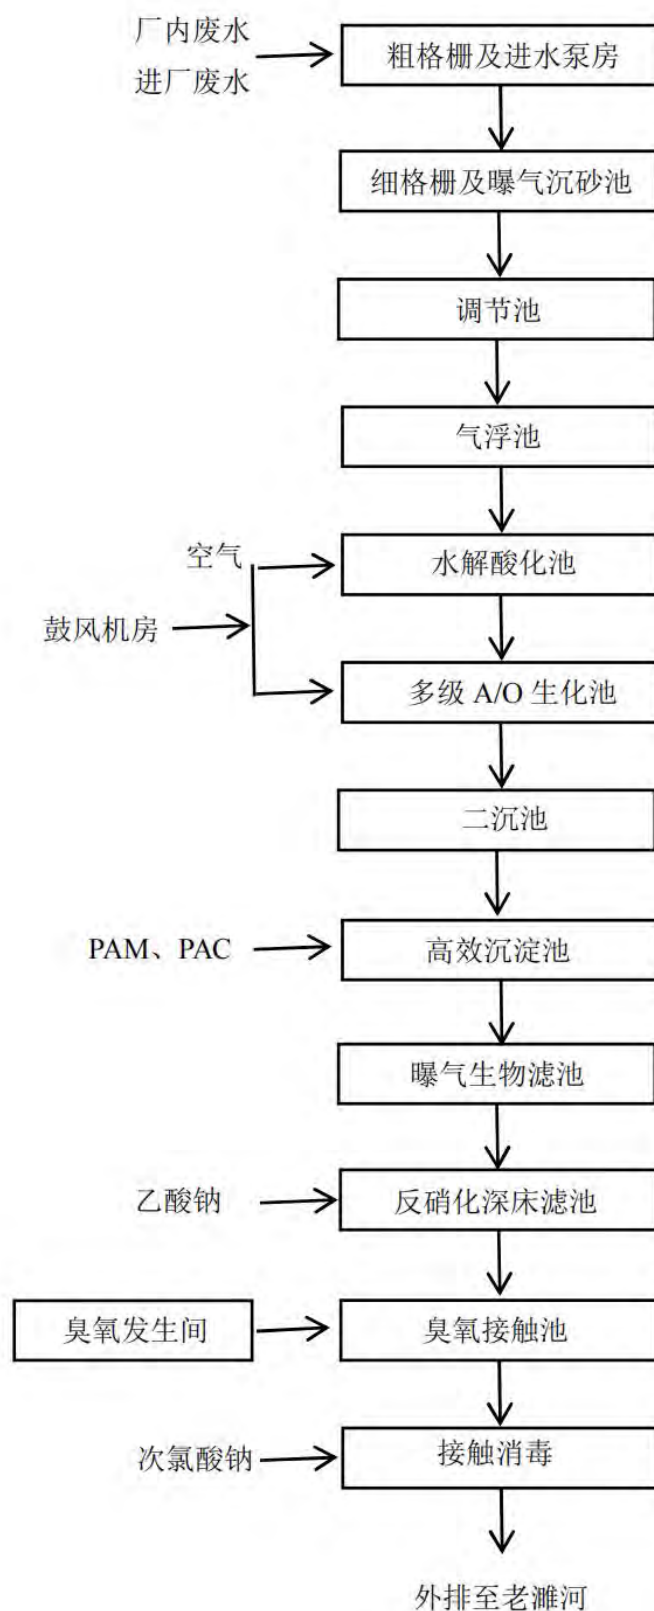 厂内废水
进厂废水
粗格栅及进水泵房
细格栅及曝气沉砂池
调节池
气浮池
空气
水解酸化池
鼓风机房
多级 A/O 生化池
二沉池
PAM、PAC
高效沉淀池
曝气生物滤池
乙酸钠
反硝化深床滤池
臭氧发生间
臭氧接触池
次氯酸钠
接触消毒
外排至老濉河